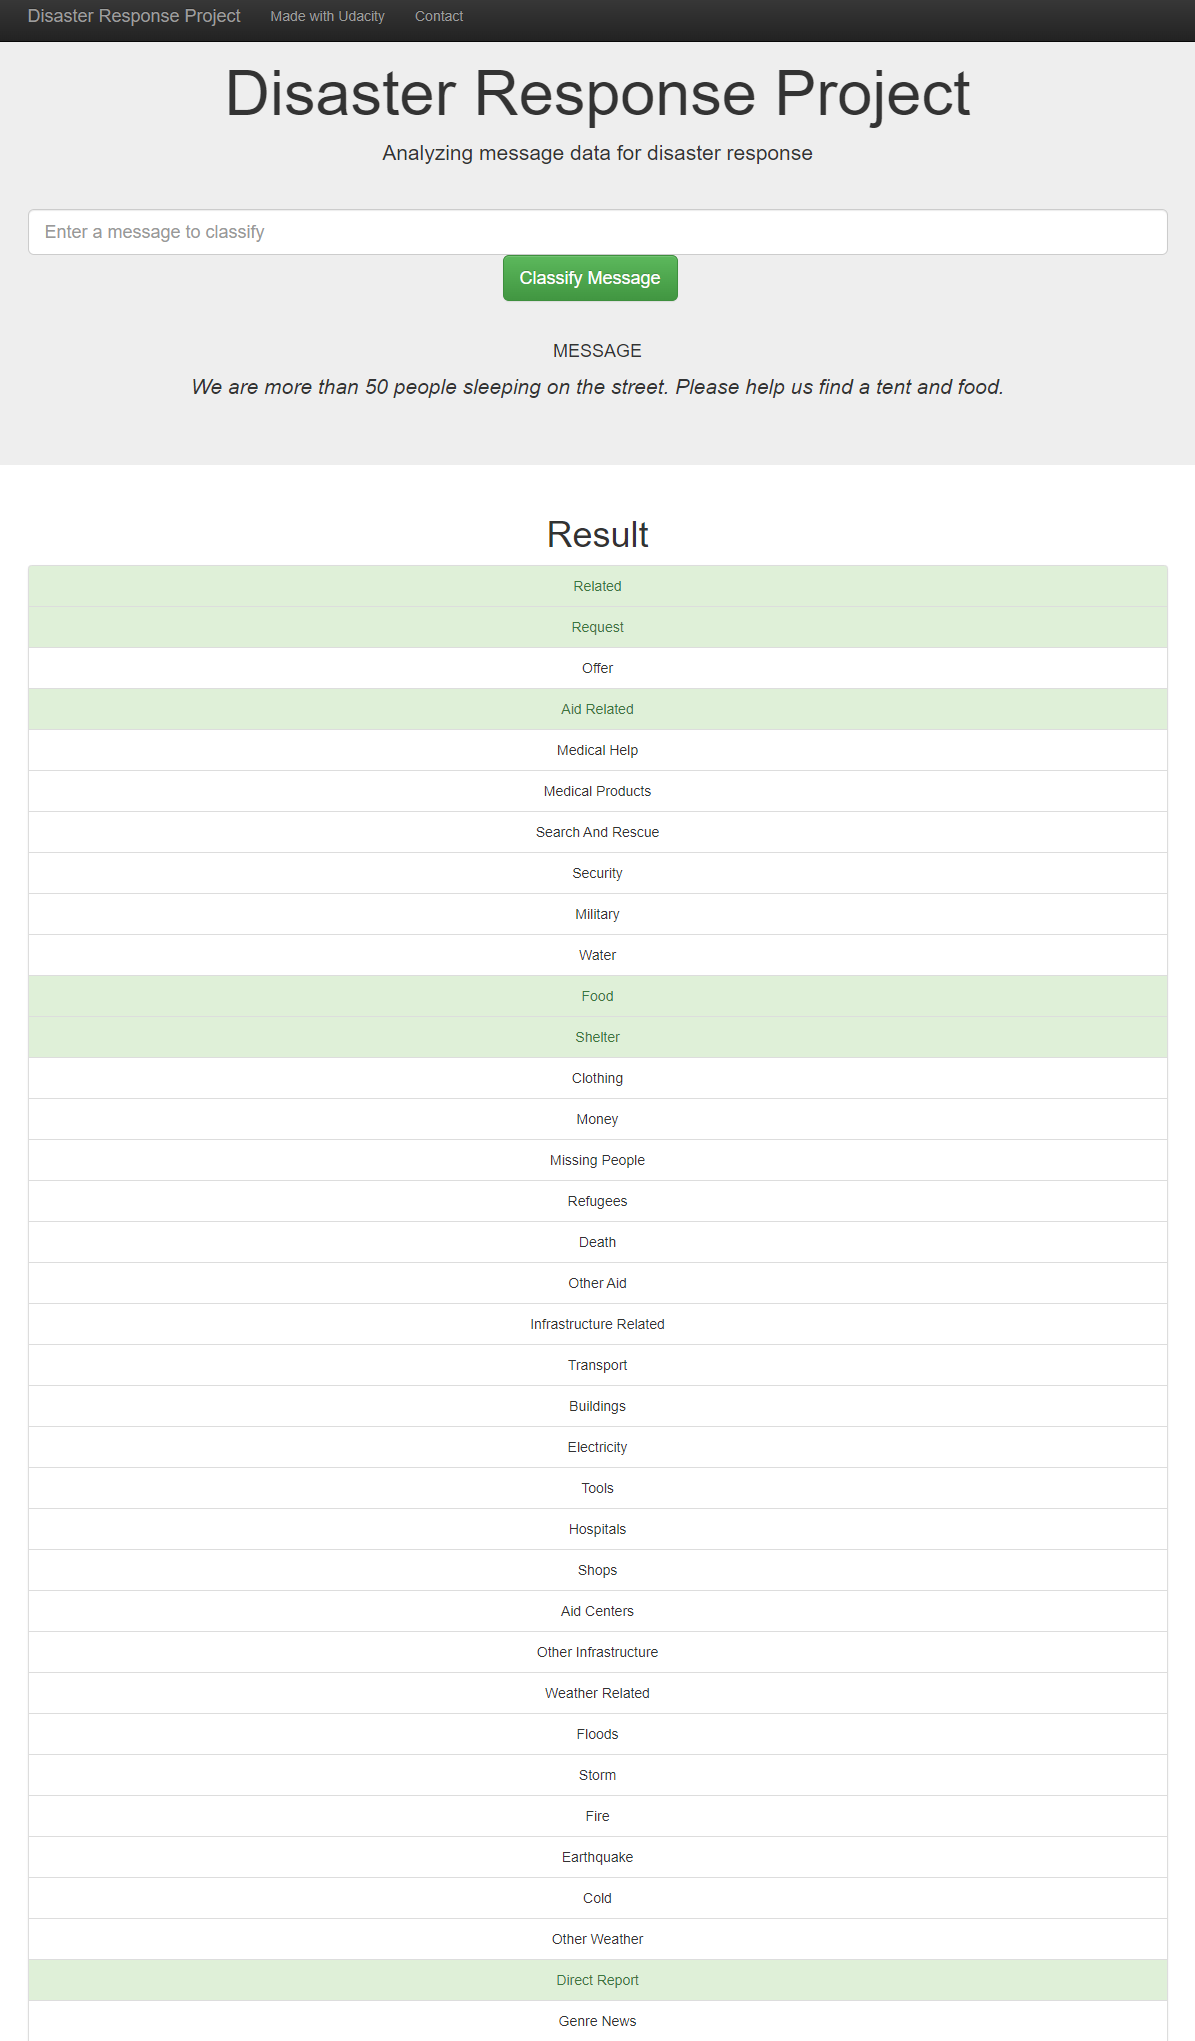 Disaster Response Project Made with Udacity Contact
Disaster Response Project
Analyzing message data for disaster response
Enter a message to classify
Classify Message
MESSAGE
We are more than 50 people sleeping on the street. Please help us find a tent and food.
Result
Related
Request
Offer
Aid Related
Medical Help
Medical Products
Search And Rescue
Security
Military
Water
Food
Shelter
Clothing
Money
Missing People
Refugees
Death
Other Aid
Infrastructure Related
Transport
Buildings
Electricity
Tools
Hospitals
Shops
Aid Centers
Other Infrastructure
Weather Related
Floods
Storm
Fire
Earthquake
Cold
Other Weather
Direct Report
Genre News